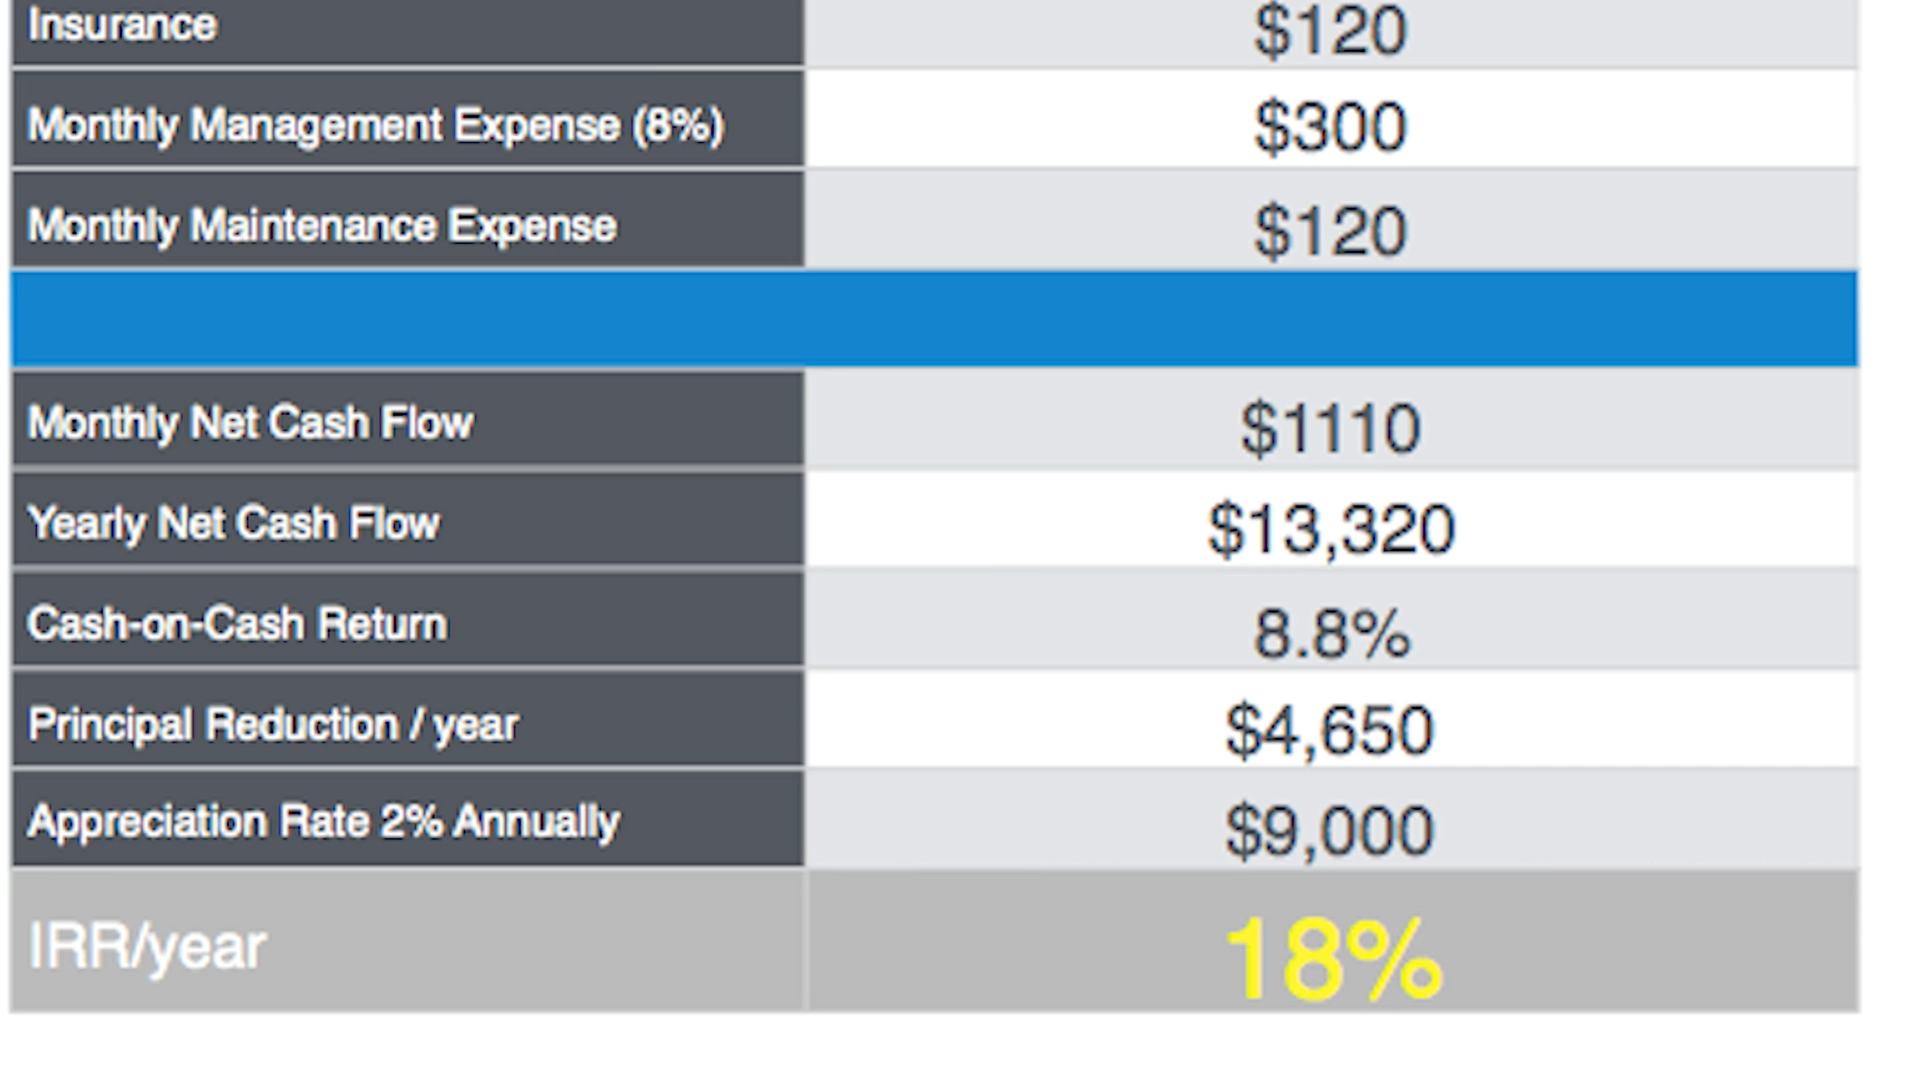 Insurance $120
Monthly Management Expense (8%) $300
Monthly Maintenance Expense $120
Monthly Net Cash Flow $1110
Yearly Net Cash Flow $13,320
Cash-on-Cash Return 8.8%
Principal Reduction / year $4,650
Appreciation Rate 2% Annually $9,000
IRR/year 18%